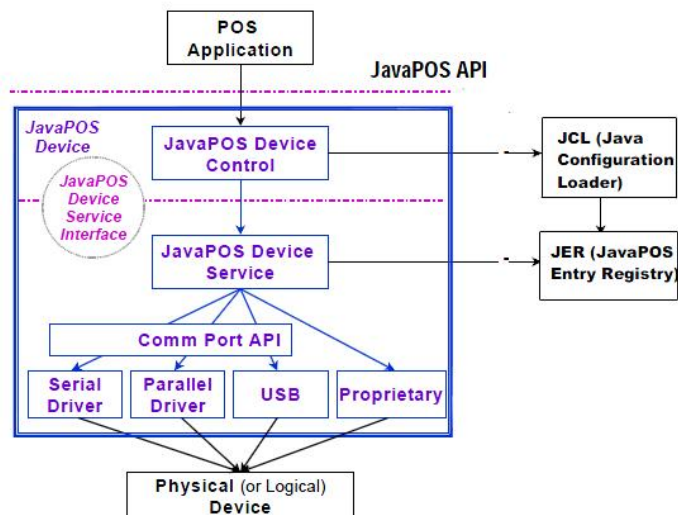 POS
Application
JavaPOS API
JavaPOS
Device
JavaPOS Device
Control
JCL (Java
Configuration
Loader)
JavaPOS
Device
Service
Interface
JavaPOS Device
Service
JER (JavaPOS
Entry Registry)
Comm Port API
Serial
Driver
Parallel
Driver
USB
Proprietary
Physical (or Logical)
Device